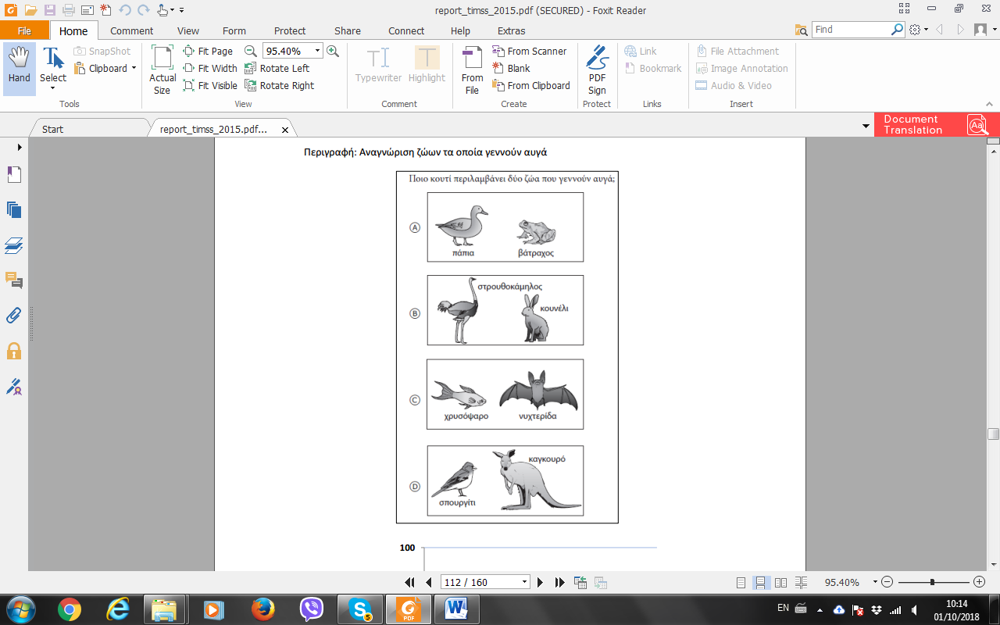 report_timss_2015.pdf (SECURED) - Foxit Reader
File Home Comment View Form Protect Share Connect Help Extras
Find
Hand
Select
SnapShot
Clipboard
Tools
Actual Size
Fit Page
Fit Width
Fit Visible
95.40%
Rotate Left
Rotate Right
View
Typewriter
Highlight
Comment
From File
From Scanner
Blank
From Clipboard
Create
PDF Sign
Protect
Link
Bookmark
Links
File Attachment
Image Annotation
Audio & Video
Insert
Start
report_timss_2015.pdf...
Document Translation
Aa
Περιγραφή: Αναγνώριση ζώων τα οποία γεννούν αυγά
Ποιο κουτί περιλαμβάνει δύο ζώα που γεννούν αυγά;
A
πάπια βάτραχος
B
στρουθοκάμηλος
κουνέλι
C
χρυσόψαρο νυχτερίδα
D
καγκουρό
σπουργίτι
100
112 / 160
95.40%
S 5
PDF
W
EN
10:14
01/10/2018